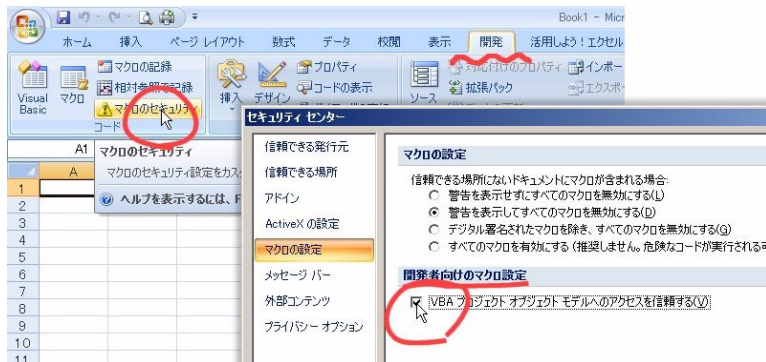 Book1 - Micr
ホーム 挿入 ページ レイアウト 数式 データ 校閲 表示 開発 活用しよう！エクセル
Visual Basic
マクロ
マクロの記録
相対参照で記録
マクロのセキュリティ
コード
挿入
デザイン
プロパティ
コードの表示
ソース
対応付けのプロパティ
拡張パック
インポー
エクスポ
A1
マクロのセキュリティ
マクロのセキュリティ設定をカス
ヘルプを表示するには、F
A
1
2
3
4
5
6
7
8
9
10
11
セキュリティ センター
信頼できる発行元
信頼できる場所
アドイン
ActiveX の設定
マクロの設定
メッセージ バー
外部コンテンツ
プライバシー オプション
マクロの設定
信頼できる場所にないドキュメントにマクロが含まれる場合:
警告を表示せずにすべてのマクロを無効にする(L)
警告を表示してすべてのマクロを無効にする(D)
デジタル署名されたマクロを除き、すべてのマクロを無効にする(G)
すべてのマクロを有効にする (推奨しません。危険なコードが実行される可
開発者向けのマクロ設定
VBA プロジェクト オブジェクト モデルへのアクセスを信頼する(V)